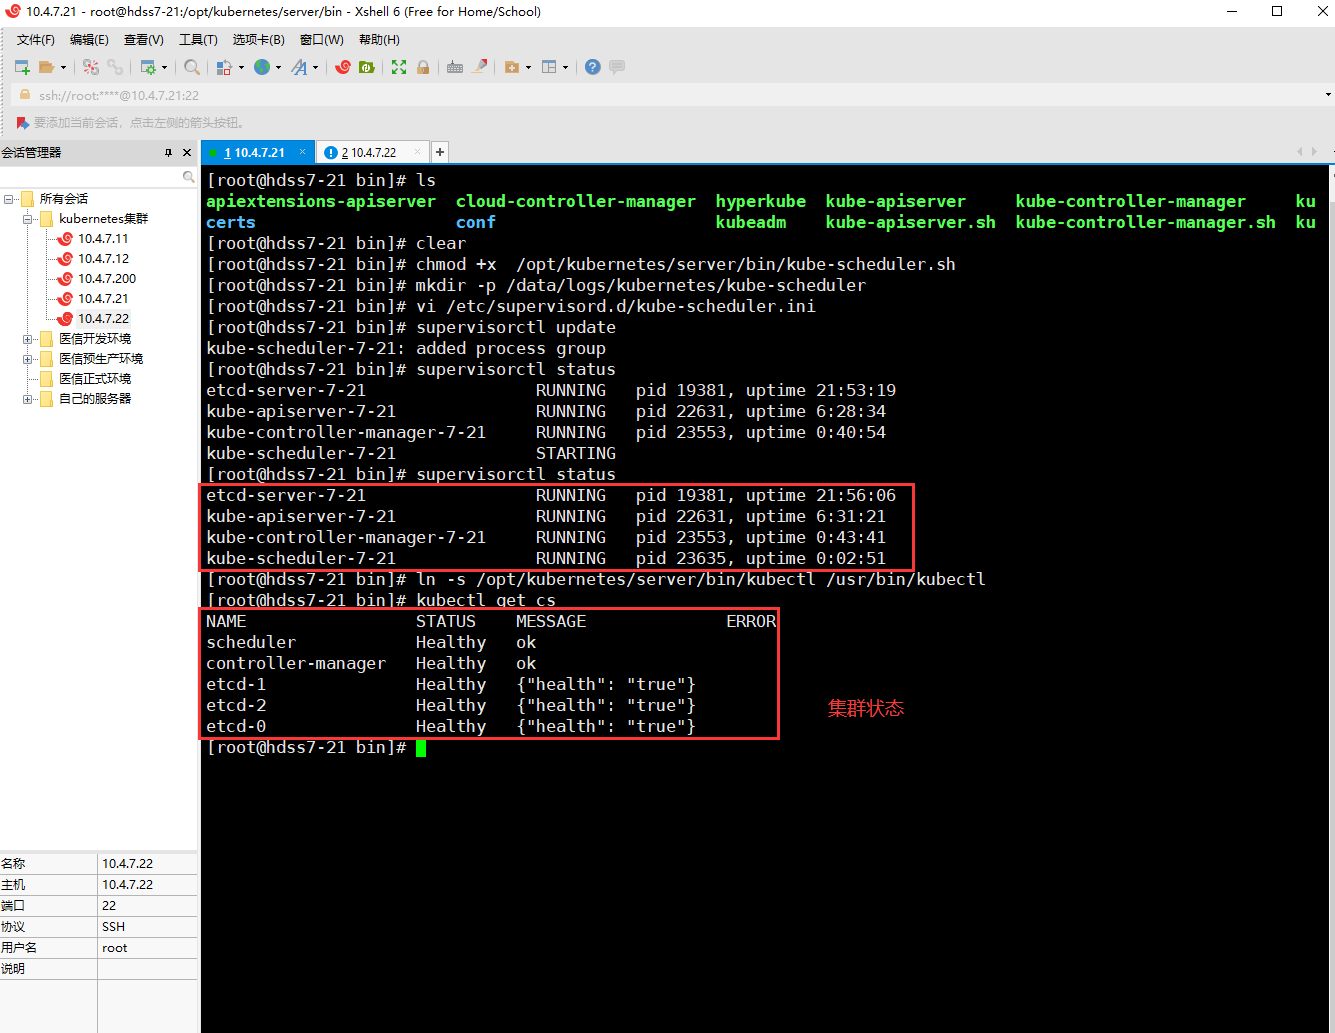 10.4.7.21 - root@hdss7-21:/opt/kubernetes/server/bin - Xshell 6 (Free for Home/School)
文件(F) 编辑(E) 查看(V) 工具(T) 选项卡(B) 窗口(W) 帮助(H)
ssh://root:****@10.4.7.21:22
要添加当前会话，点击左侧的箭头按钮。
会话管理器
所有会话
kubernetes集群
10.4.7.11
10.4.7.12
10.4.7.200
10.4.7.21
10.4.7.22
医信开发环境
医信预生产环境
医信正式环境
自己的服务器
名称 10.4.7.22
主机 10.4.7.22
端口 22
协议 SSH
用户名 root
说明
1 10.4.7.21 × 2 10.4.7.22 × +
[root@hdss7-21 bin]# ls
apiextensions-apiserver cloud-controller-manager hyperkube kube-apiserver kube-controller-manager ku
certs conf kubeadm kube-apiserver.sh kube-controller-manager.sh ku
[root@hdss7-21 bin]# clear
[root@hdss7-21 bin]# chmod +x  /opt/kubernetes/server/bin/kube-scheduler.sh
[root@hdss7-21 bin]# mkdir -p /data/logs/kubernetes/kube-scheduler
[root@hdss7-21 bin]# vi /etc/supervisord.d/kube-scheduler.ini
[root@hdss7-21 bin]# supervisorctl update
kube-scheduler-7-21: added process group
[root@hdss7-21 bin]# supervisorctl status
etcd-server-7-21 RUNNING pid 19381, uptime 21:53:19
kube-apiserver-7-21 RUNNING pid 22631, uptime 6:28:34
kube-controller-manager-7-21 RUNNING pid 23553, uptime 0:40:54
kube-scheduler-7-21 STARTING
[root@hdss7-21 bin]# supervisorctl status
etcd-server-7-21 RUNNING pid 19381, uptime 21:56:06
kube-apiserver-7-21 RUNNING pid 22631, uptime 6:31:21
kube-controller-manager-7-21 RUNNING pid 23553, uptime 0:43:41
kube-scheduler-7-21 RUNNING pid 23635, uptime 0:02:51
[root@hdss7-21 bin]# ln -s /opt/kubernetes/server/bin/kubectl /usr/bin/kubectl
[root@hdss7-21 bin]# kubectl get cs
NAME STATUS MESSAGE ERROR
scheduler Healthy ok
controller-manager Healthy ok
etcd-1 Healthy {"health": "true"}
etcd-2 Healthy {"health": "true"}
etcd-0 Healthy {"health": "true"}
集群状态
[root@hdss7-21 bin]#